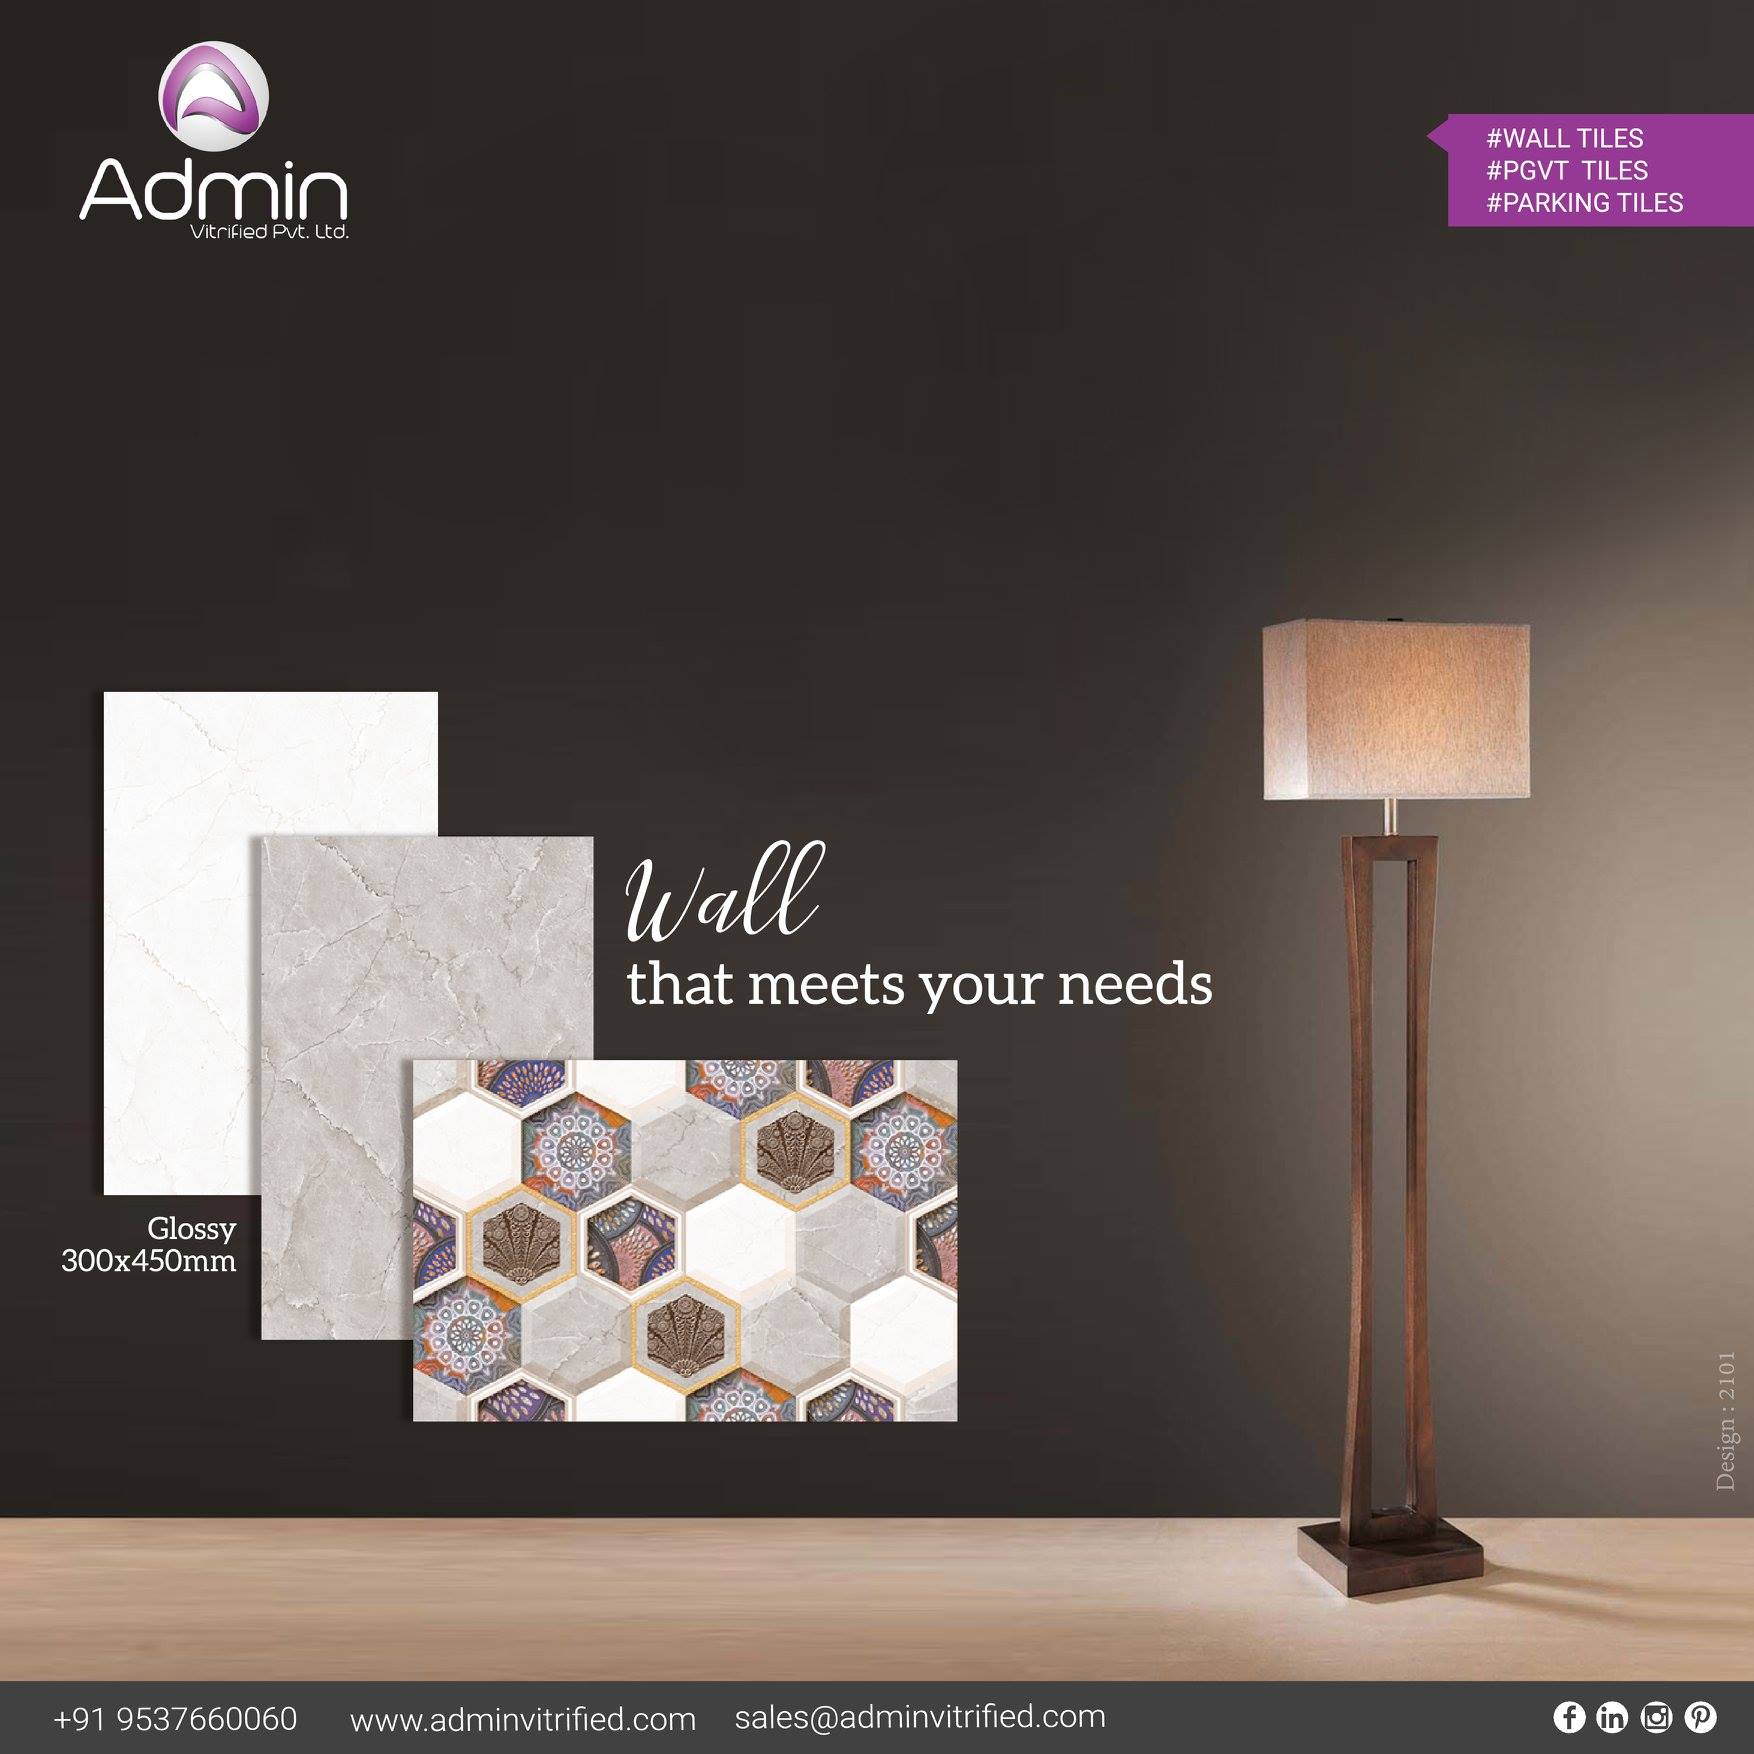 Admin
Vitrified Pvt. Ltd.
#WALL TILES
#PGVT TILES
#PARKING TILES
Wall
that meets your needs
Glossy
300x450mm
Design : 2101
+91 9537660060 www.adminvitrified.com sales@adminvitrified.com